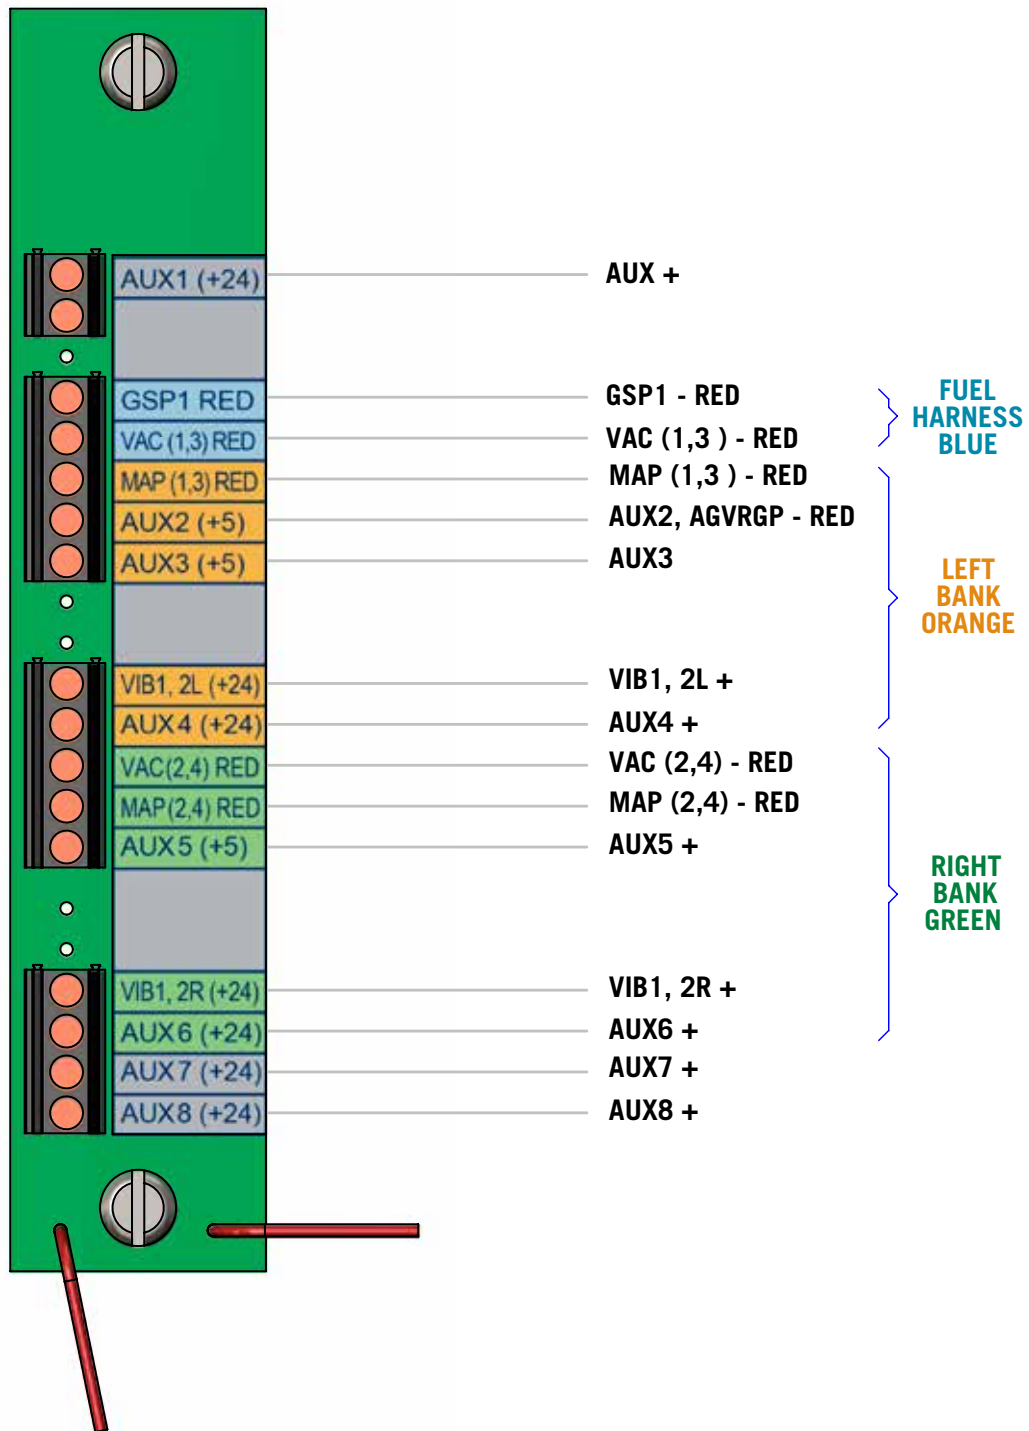 AUX1 (+24) AUX +
GSP1 RED GSP1 - RED
VAC (1,3) RED VAC (1,3 ) - RED
MAP (1,3) RED MAP (1,3 ) - RED
AUX2 (+5) AUX2, AGVRGP - RED
AUX3 (+5) AUX3
VIB1, 2L (+24) VIB1, 2L +
AUX4 (+24) AUX4 +
VAC(2,4) RED VAC (2,4) - RED
MAP(2,4) RED MAP (2,4) - RED
AUX5 (+5) AUX5 +
VIB1, 2R (+24) VIB1, 2R +
AUX6 (+24) AUX6 +
AUX7 (+24) AUX7 +
AUX8 (+24) AUX8 +
FUEL
HARNESS
BLUE
LEFT
BANK
ORANGE
RIGHT
BANK
GREEN